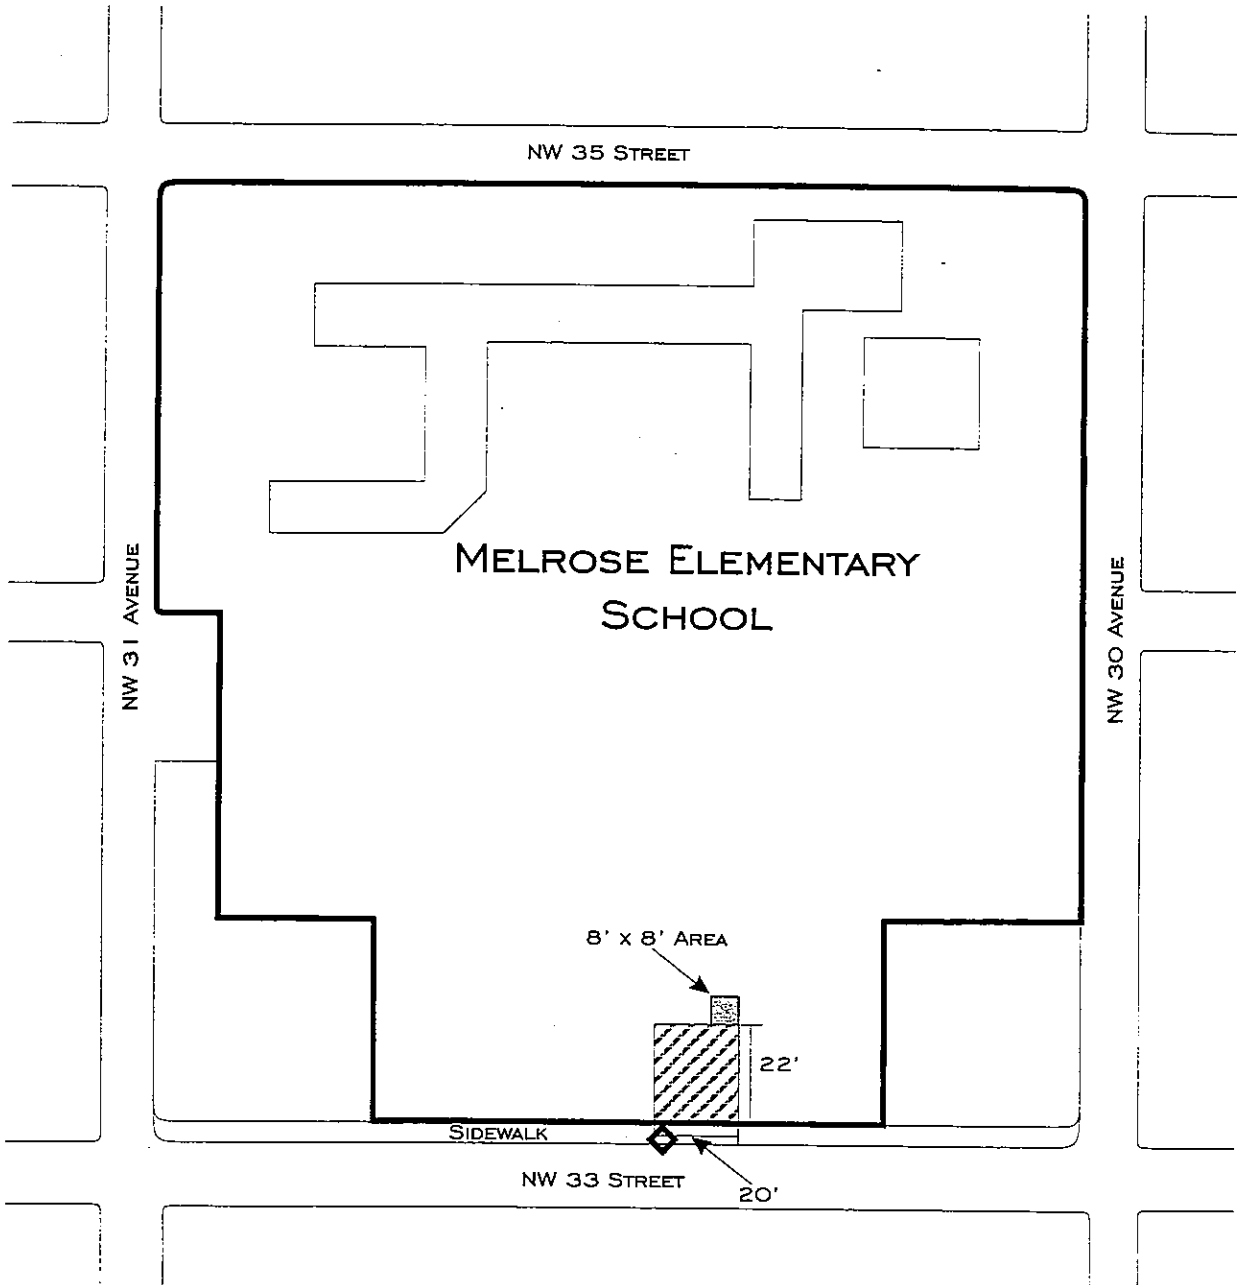 NW 35 STREET
MELROSE ELEMENTARY
SCHOOL
NW 31 AVENUE
NW 30 AVENUE
8' X 8' AREA
22'
SIDEWALK
NW 33 STREET
20'